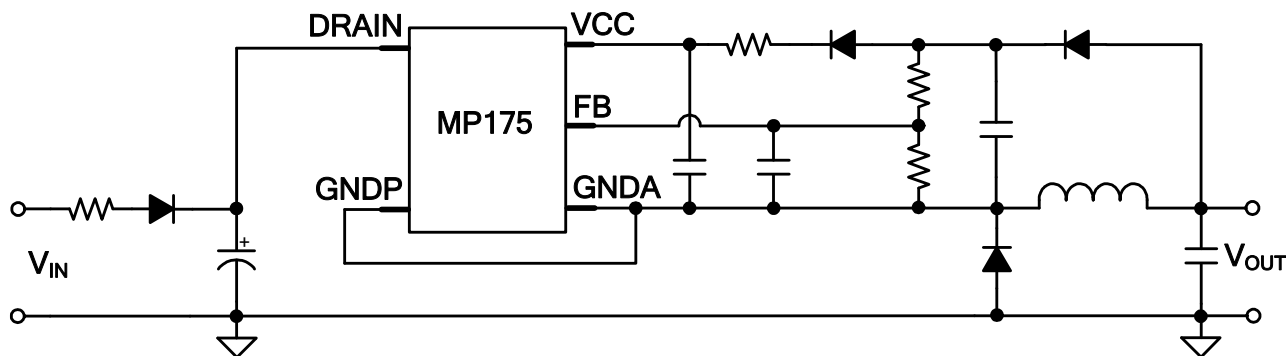 DRAIN
VCC
MP175
FB
GNDP
GNDA
VIN
+
VOUT